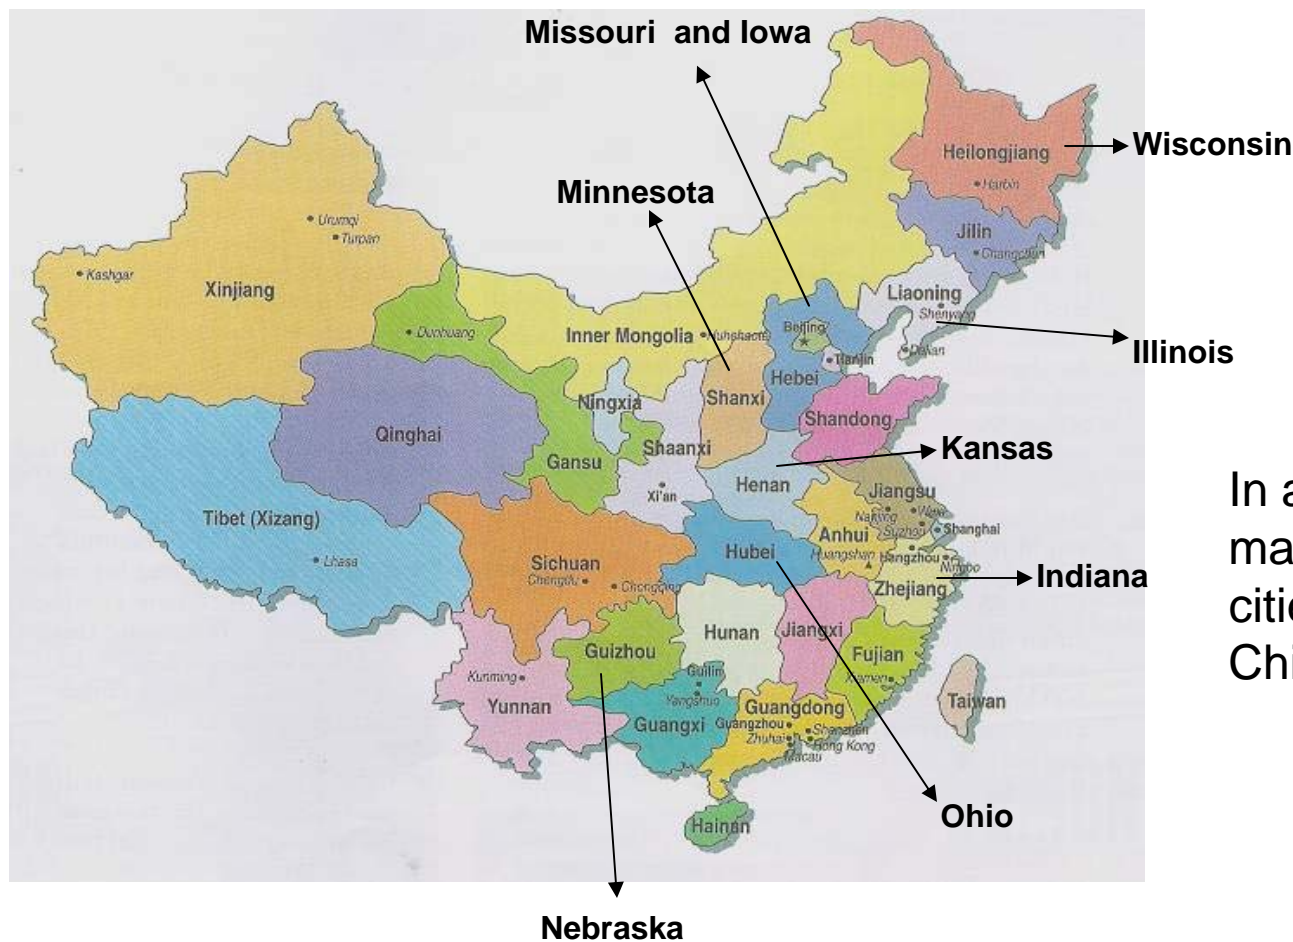 Missouri and Iowa
Wisconsin
Heilongjiang
Harbin
Minnesota
Jilin
Changchun
Urumqi
Turpan
Kashgar
Xinjiang
Liaoning
Shenyang
Dunhuang
Inner Mongolia
Beijing
Dalian
Illinois
Tianjin
Hebei
Ningxia
Shanxi
Shandong
Qinghai
Shaanxi
Kansas
Gansu
Xi'an
Henan
Jiangsu
Nanjing
Wuxi
Suzhou
Shanghai
Tibet (Xizang)
Anhui
Huangshan
Hangzhou
Ningbo
Lhasa
Sichuan
Chengdu
Chongqing
Hubei
Indiana
Zhejiang
Hunan
Jiangxi
Guizhou
Fujian
Xiamen
Kunming
Guilin
Yangshuo
Yunnan
Guangxi
Guangdong
Guangzhou
Shenzhen
Zhuhai
Hong Kong
Macau
Taiwan
Hainan
Ohio
Nebraska
In a
ma
citie
Chi